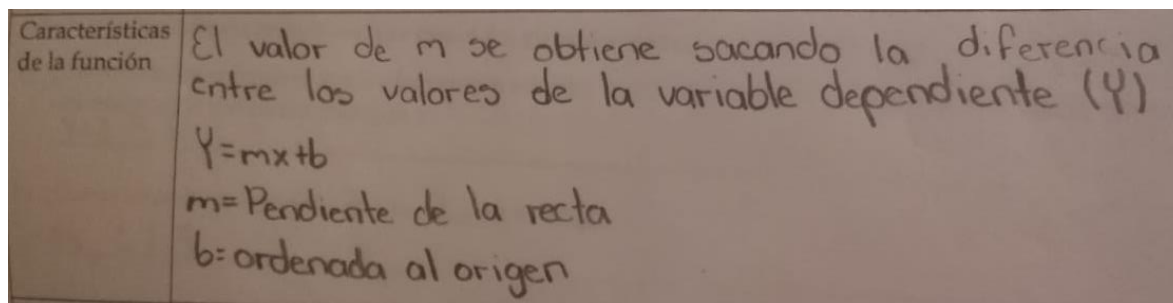 Características
de la función
El valor de m se obtiene sacando la diferencia
entre los valores de la variable dependiente (Y)
Y=mx+b
m=Pendiente de la recta
b=ordenada al origen